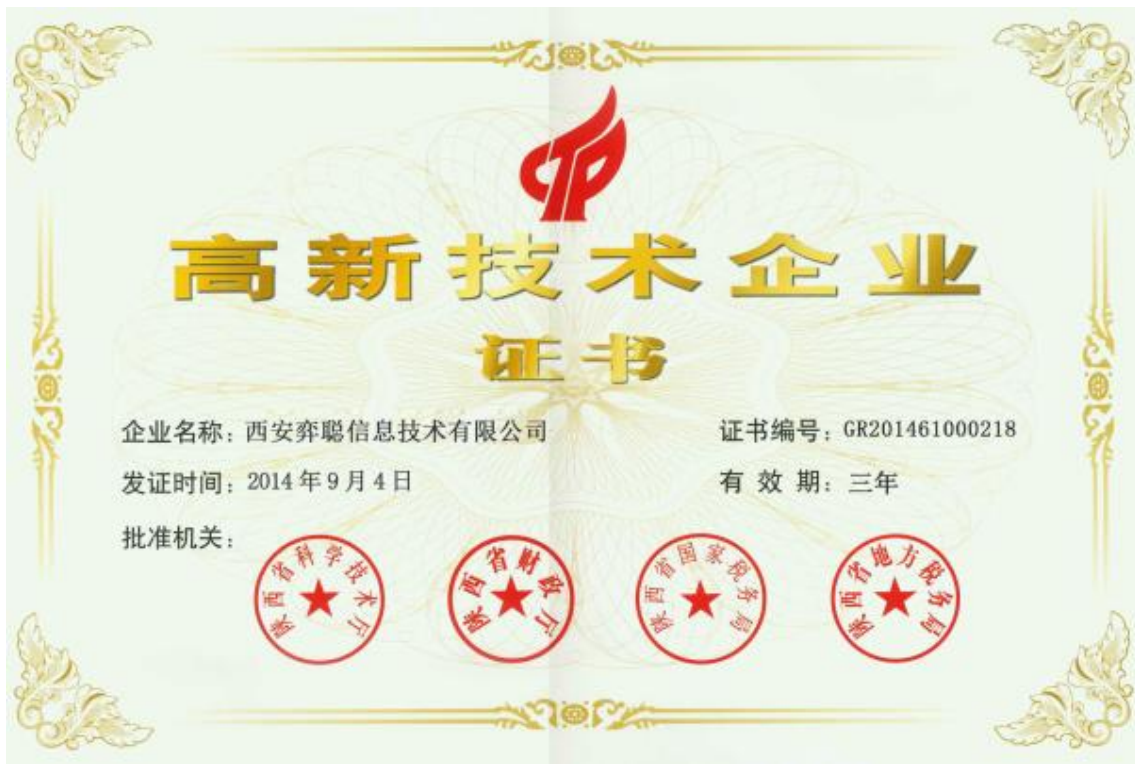 高新技术企业
证书
企业名称：西安弈聪信息技术有限公司 证书编号：GR201461000218
发证时间：2014年9月4日 有效期：三年
批准机关：
陕西省科学技术厅 陕西省财政厅 陕西省国家税务局 陕西省地方税务局